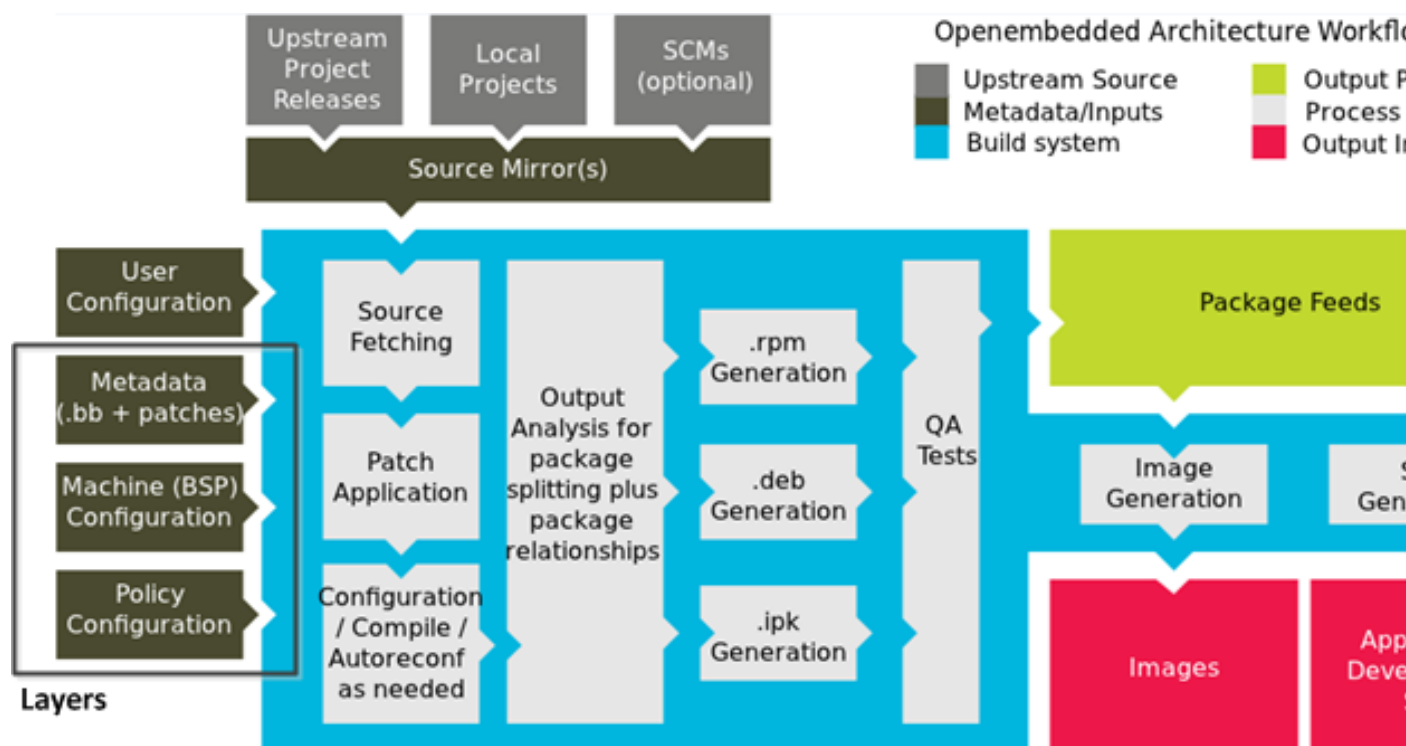 Upstream
Project
Releases
Local
Projects
SCMs
(optional)
Openembedded Architecture
Upstream Source
Metadata/Inputs
Build system
Output
Process
Output
Source Mirror(s)
User
Configuration
Metadata
(.bb + patches)
Machine (BSP)
Configuration
Policy
Configuration
Layers
Source
Fetching
Patch
Application
Configuration
/ Compile /
Autoreconf
as needed
Output
Analysis for
package
splitting plus
package
relationships
.rpm
Generation
.deb
Generation
.ipk
Generation
QA
Tests
Package Feeds
Image
Generation
Images